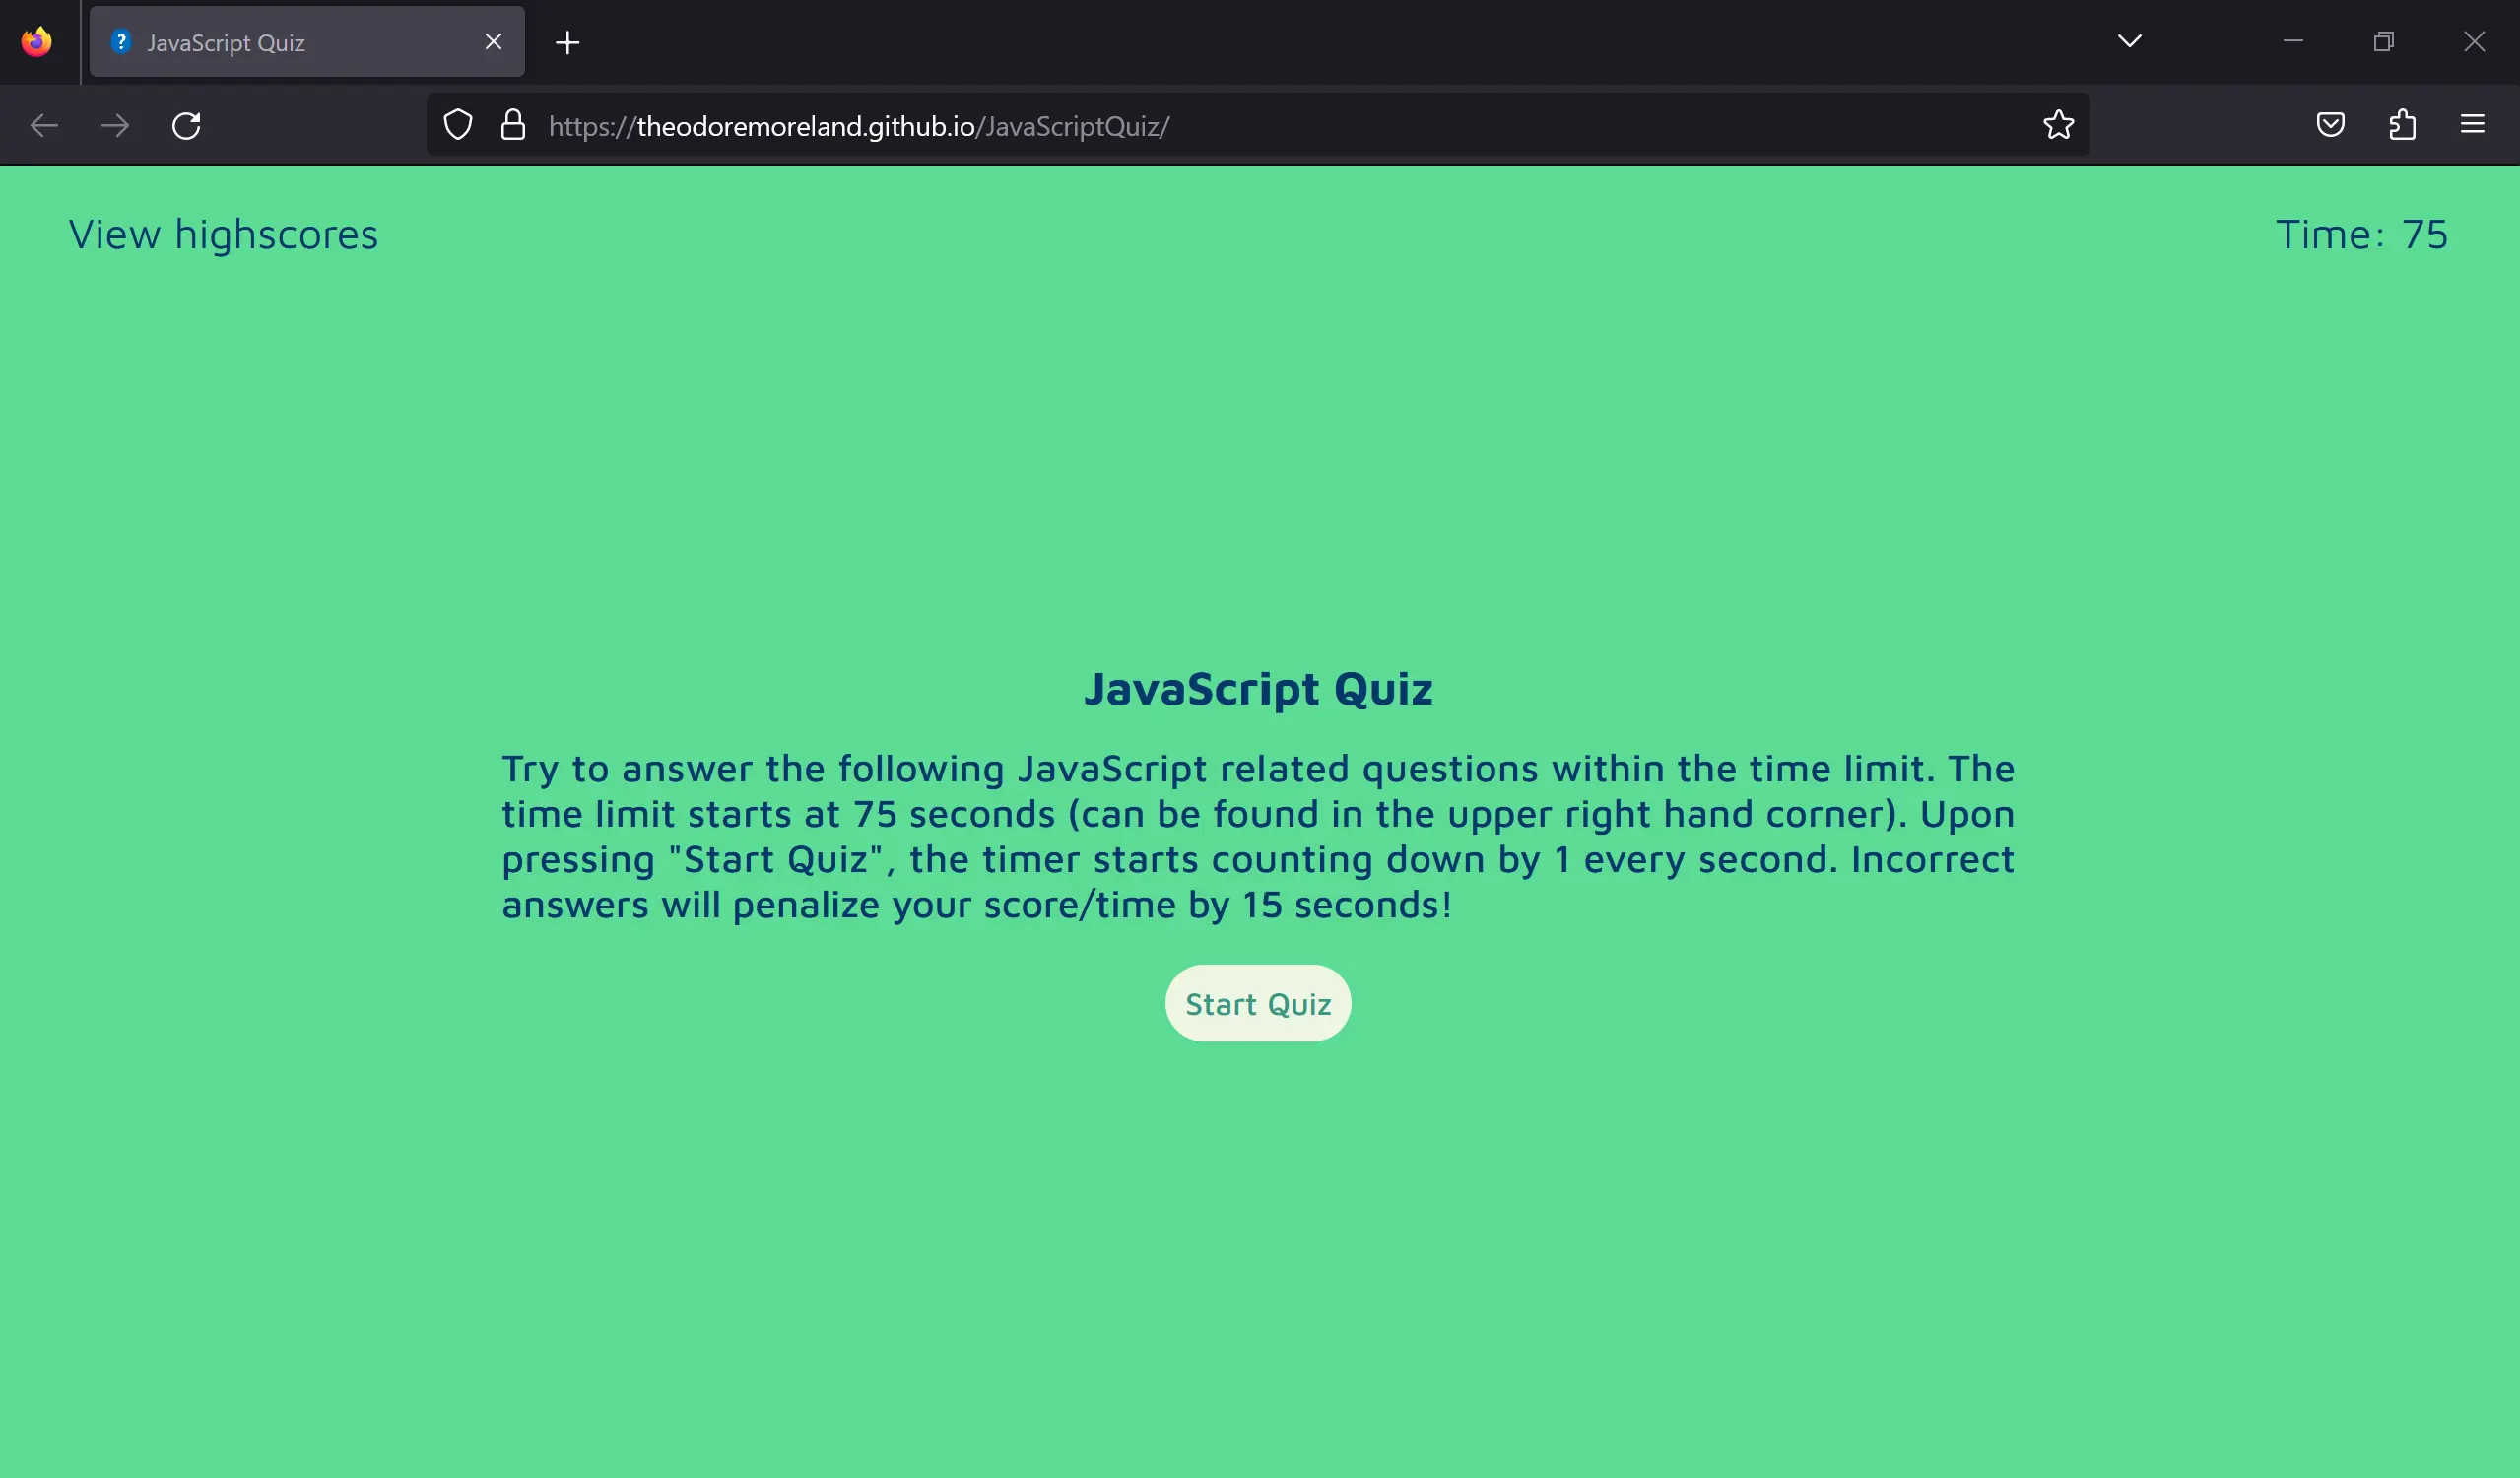 JavaScript Quiz
https://theodoremoreland.github.io/JavaScriptQuiz/
View highscores
Time: 75
JavaScript Quiz
Try to answer the following JavaScript related questions within the time limit. The
time limit starts at 75 seconds (can be found in the upper right hand corner). Upon
pressing "Start Quiz", the timer starts counting down by 1 every second. Incorrect
answers will penalize your score/time by 15 seconds!
Start Quiz